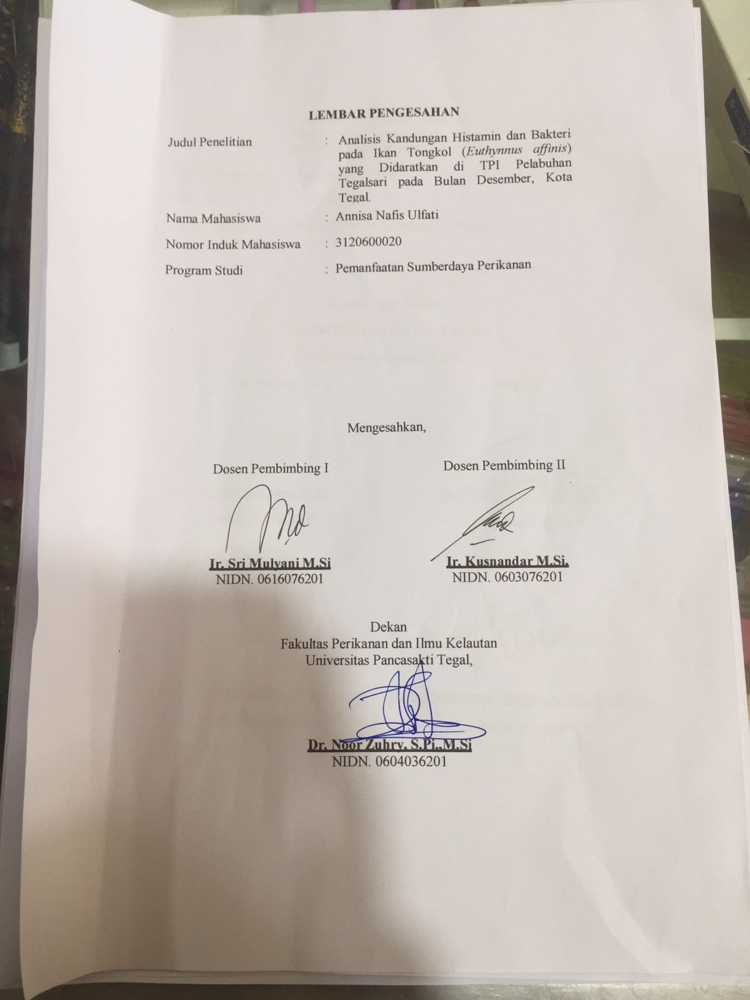 LEMBAR PENGESAHAN
Judul Penelitian : Analisis Kandungan Histamin dan Bakteri
pada Ikan Tongkol (Euthynnus affinis)
yang Didaratkan di TPI Pelabuhan
Tegalsari pada Bulan Desember, Kota
Tegal.
Nama Mahasiswa : Annisa Nafis Ulfati
Nomor Induk Mahasiswa : 3120600020
Program Studi : Pemanfaatan Sumberdaya Perikanan
Mengesahkan,
Dosen Pembimbing I Dosen Pembimbing II
Ir. Sri Mulyani M.Si Ir. Kusnandar M.Si.
NIDN. 0616076201 NIDN. 0603076201
Dekan
Fakultas Perikanan dan Ilmu Kelautan
Universitas Pancasakti Tegal,
Dr. Noor Zuhry, S.Pi.,M.Si
NIDN. 0604036201